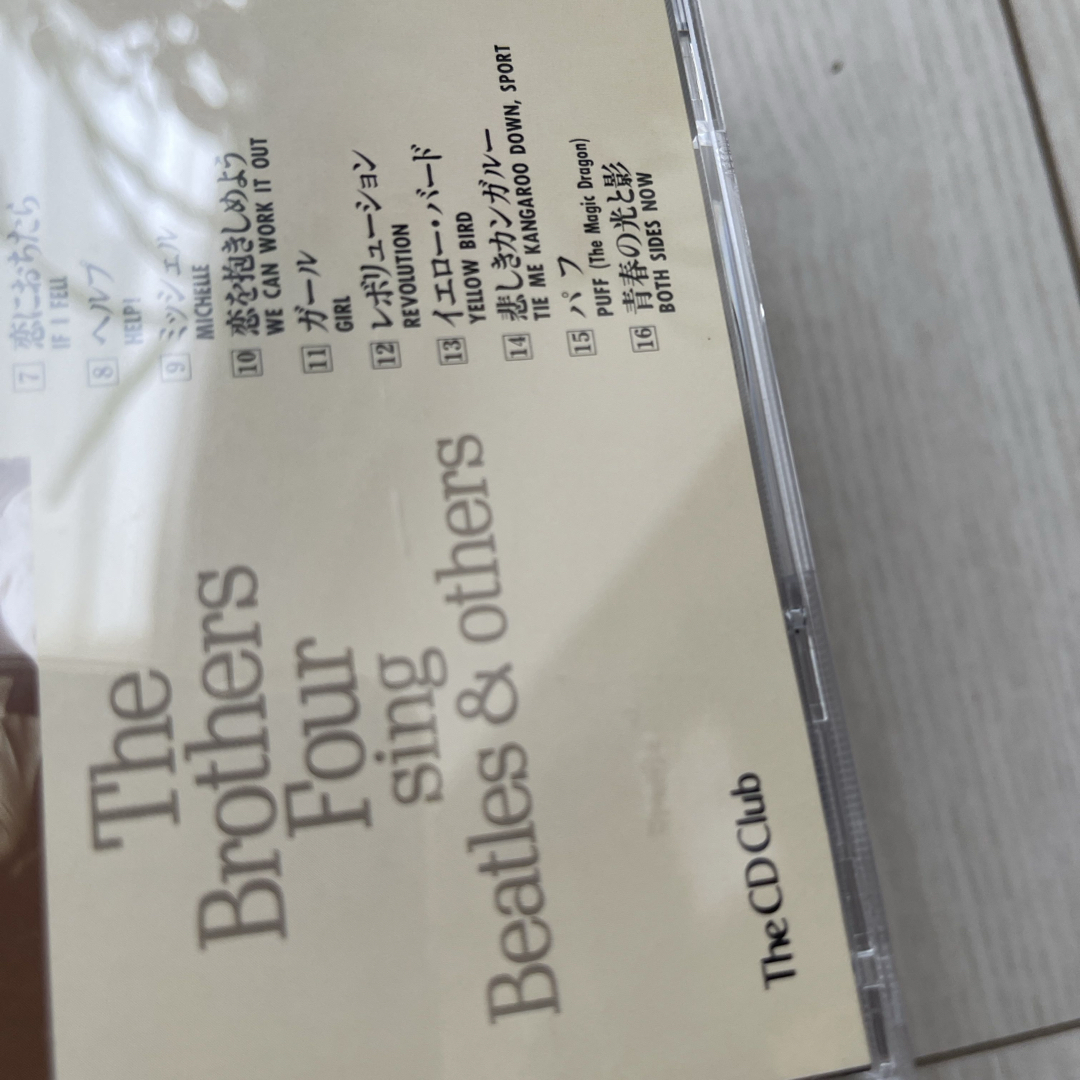 7 恋におちたら
IF I FELL
8 ヘルプ
HELP!
9 ミッシェル
MICHELLE
10 恋を抱きしめよう
WE CAN WORK IT OUT
11 ガール
GIRL
12 レボリューション
REVOLUTION
13 イエロー・バード
YELLOW BIRD
14 悲しきカンガルー
TIE ME KANGAROO DOWN, SPORT
15 パフ
PUFF (The Magic Dragon)
16 青春の光と影
BOTH SIDES NOW
The
Brothers
Four
sing
Beatles & others
The CD Club